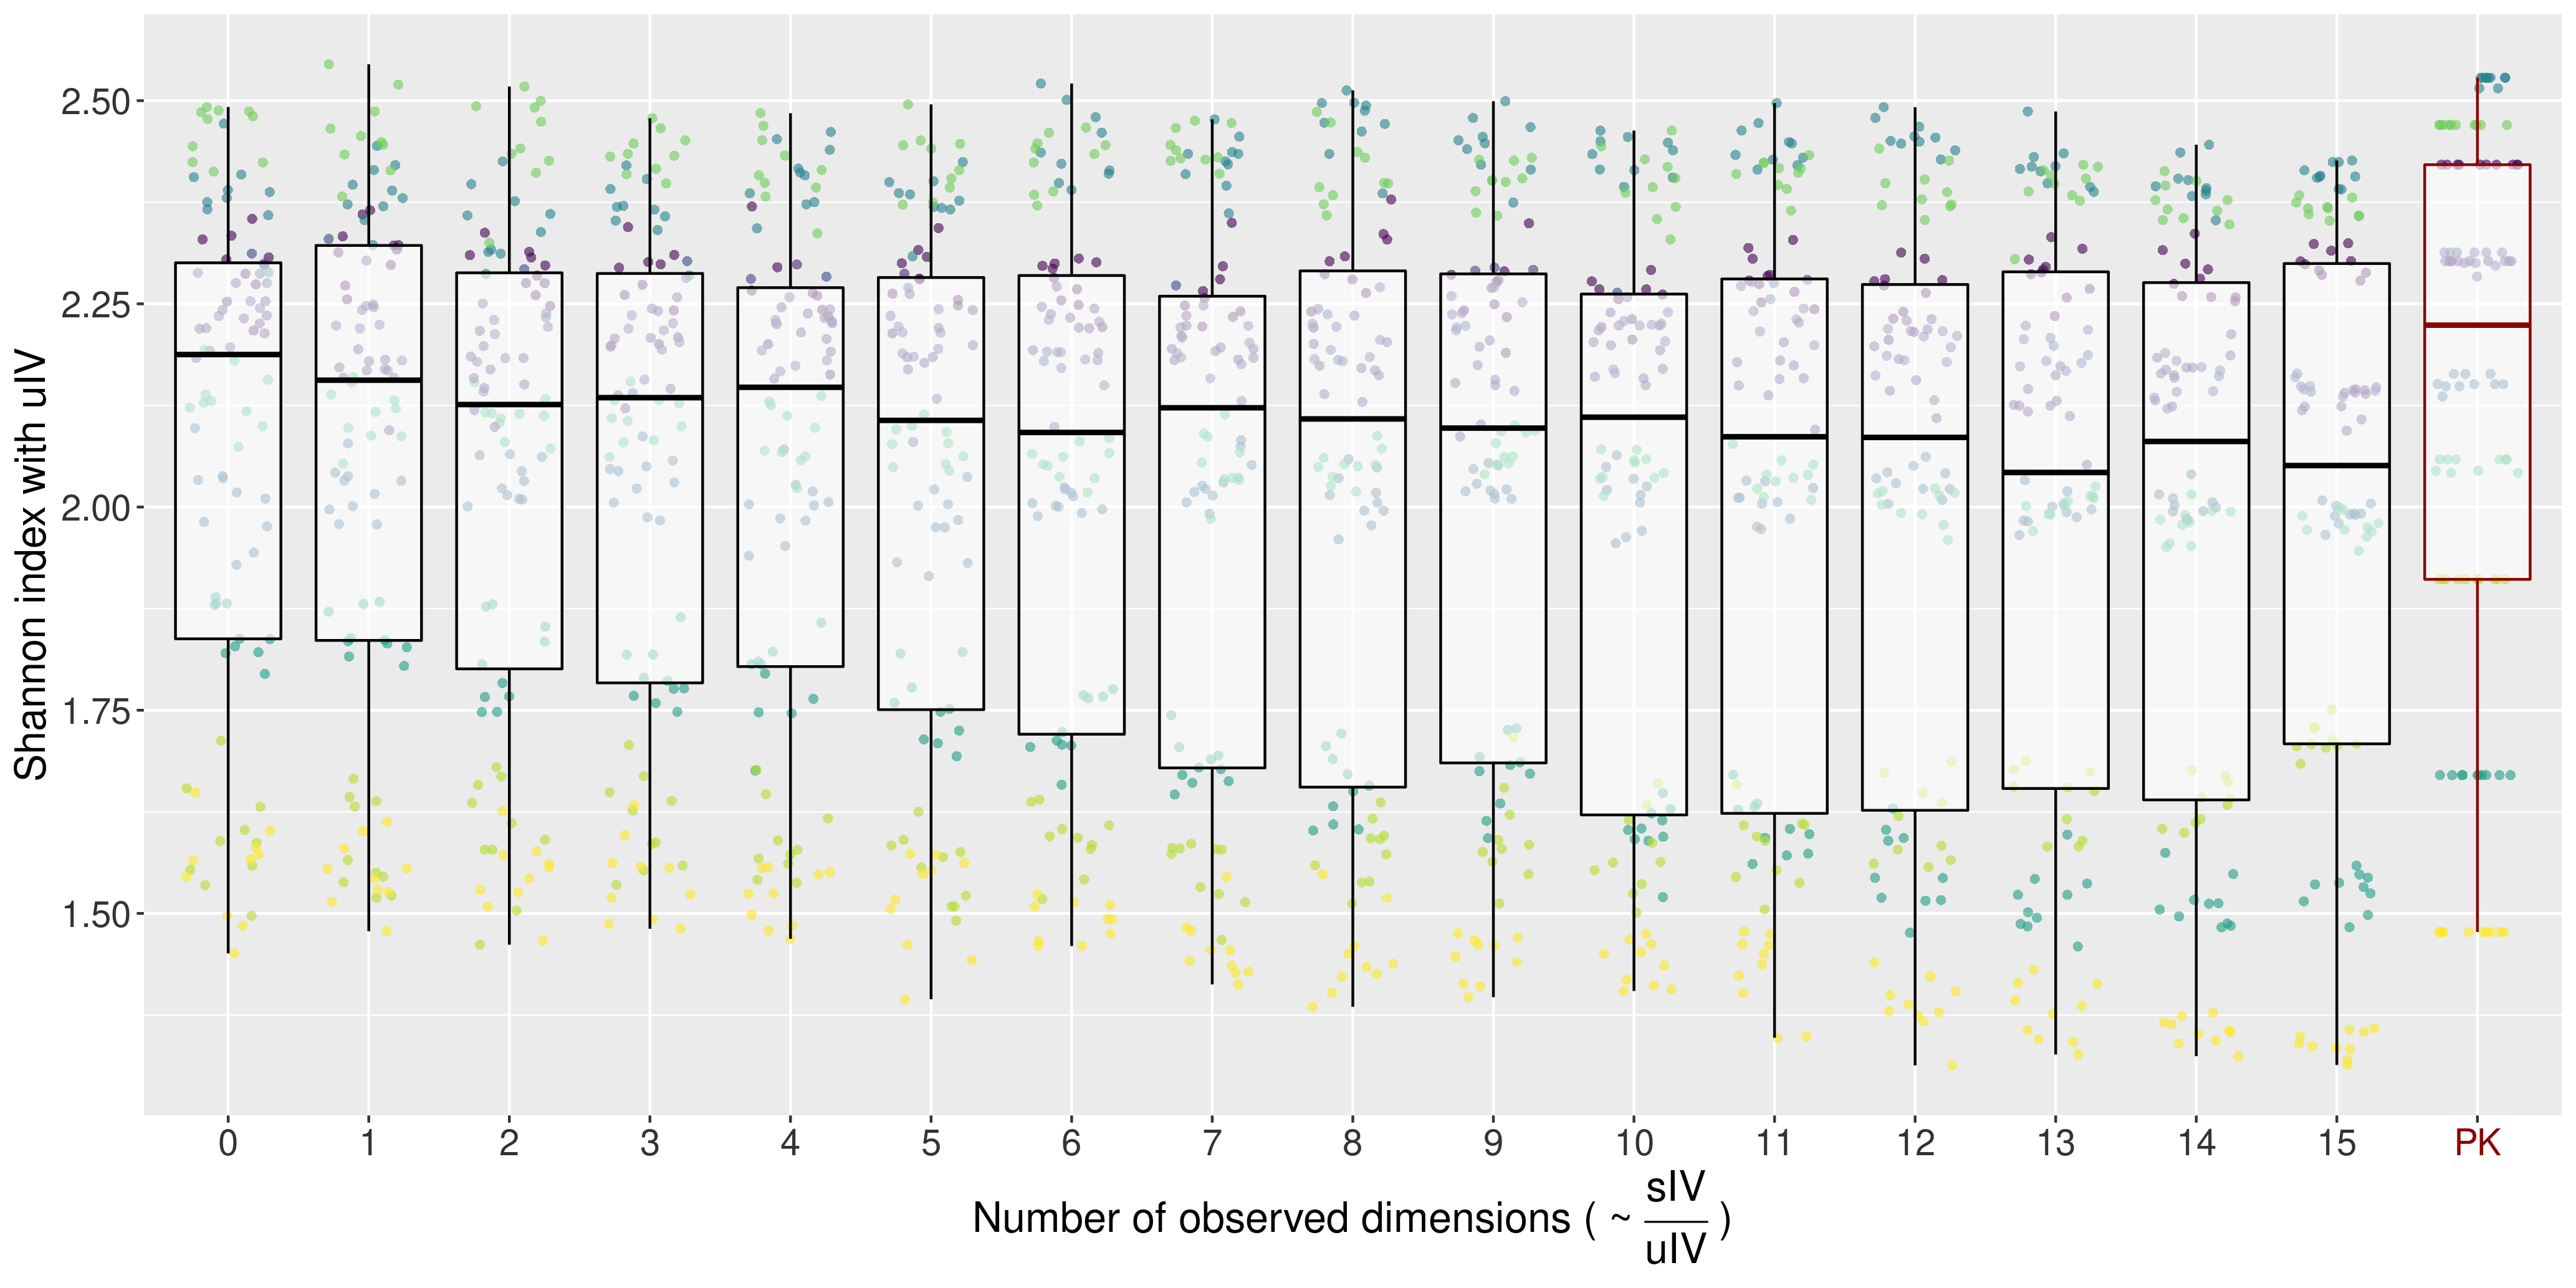 Shannon index with uIV
2.50
2.25
2.00
1.75
1.50
0 1 2 3 4 5 6 7 8 9 10 11 12 13 14 15 PK
Number of observed dimensions ( ~ sIV/uIV )